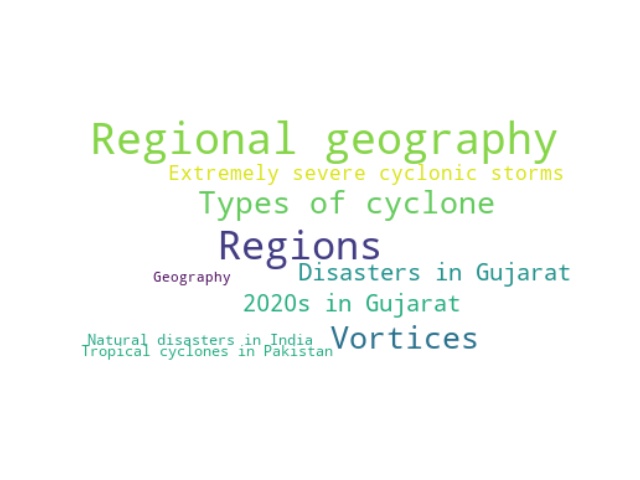 Regional geography
Extremely severe cyclonic storms
Types of cyclone
Regions
Disasters in Gujarat
Geography
2020s in Gujarat
Vortices
Natural disasters in India
Tropical cyclones in Pakistan